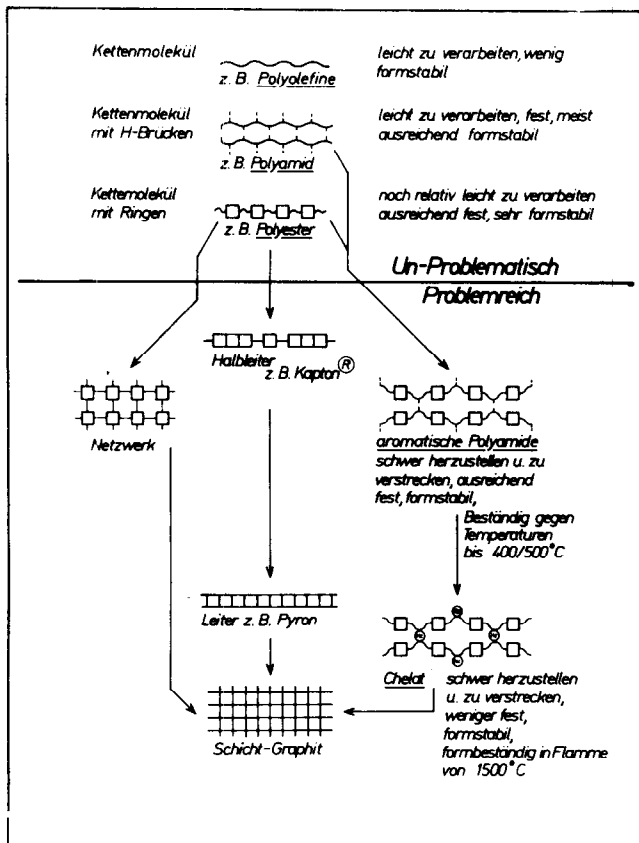 Kettenmolekül
z. B. Polyolefine
leicht zu verarbeiten, wenig
formstabil
Kettenmolekül
mit H-Brücken
z. B. Polyamid
leicht zu verarbeiten, fest, meist
ausreichend formstabil
Kettemolekül
mit Ringen
z. B. Polyester
noch relativ leicht zu verarbeiten
ausreichend fest, sehr formstabil
Un-Problematisch
Problemreich
Halbleiter
z. B. Kapton®
Netzwerk
aromatische Polyamide
schwer herzustellen u. zu
verstrecken, ausreichend
fest, formstabil,
Beständig gegen
Temperaturen
bis 400/500°C
Leiter z. B. Pyron
Chelat
schwer herzustellen
u. zu verstrecken,
weniger fest,
formstabil,
formbeständig in Flamme
von 1500°C
Schicht-Graphit